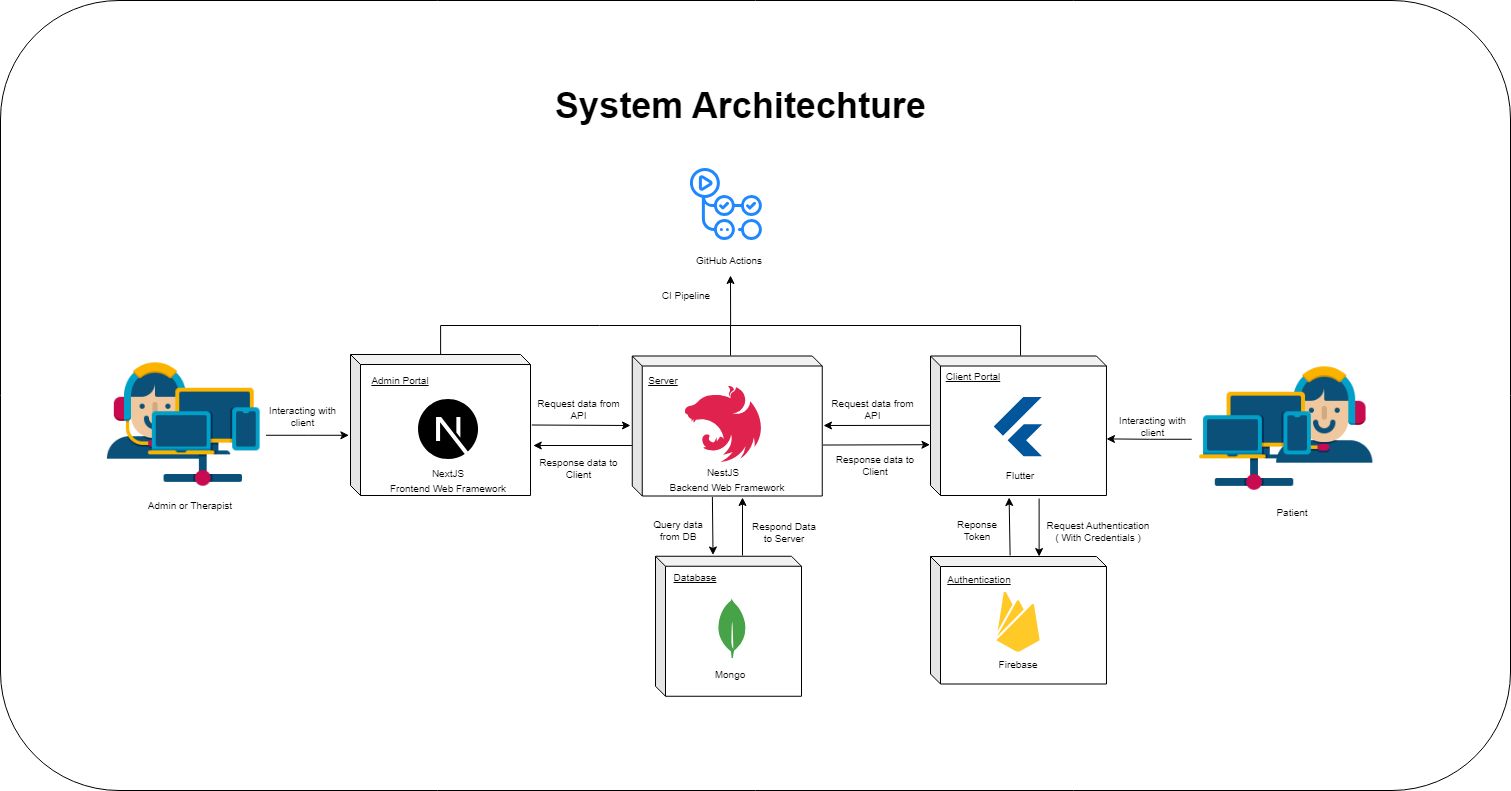 System Architechture
GitHub Actions
CI Pipeline
Admin Portal
NextJS
Frontend Web Framework
Server
NestJS
Backend Web Framework
Client Portal
Flutter
Interacting with
client
Admin or Therapist
Request data from
API
Response data to
Client
Request data from
API
Response data to
Client
Interacting with
client
Patient
Query data
from DB
Respond Data
to Server
Reponse
Token
Request Authentication
( With Credentials )
Database
Mongo
Authentication
Firebase